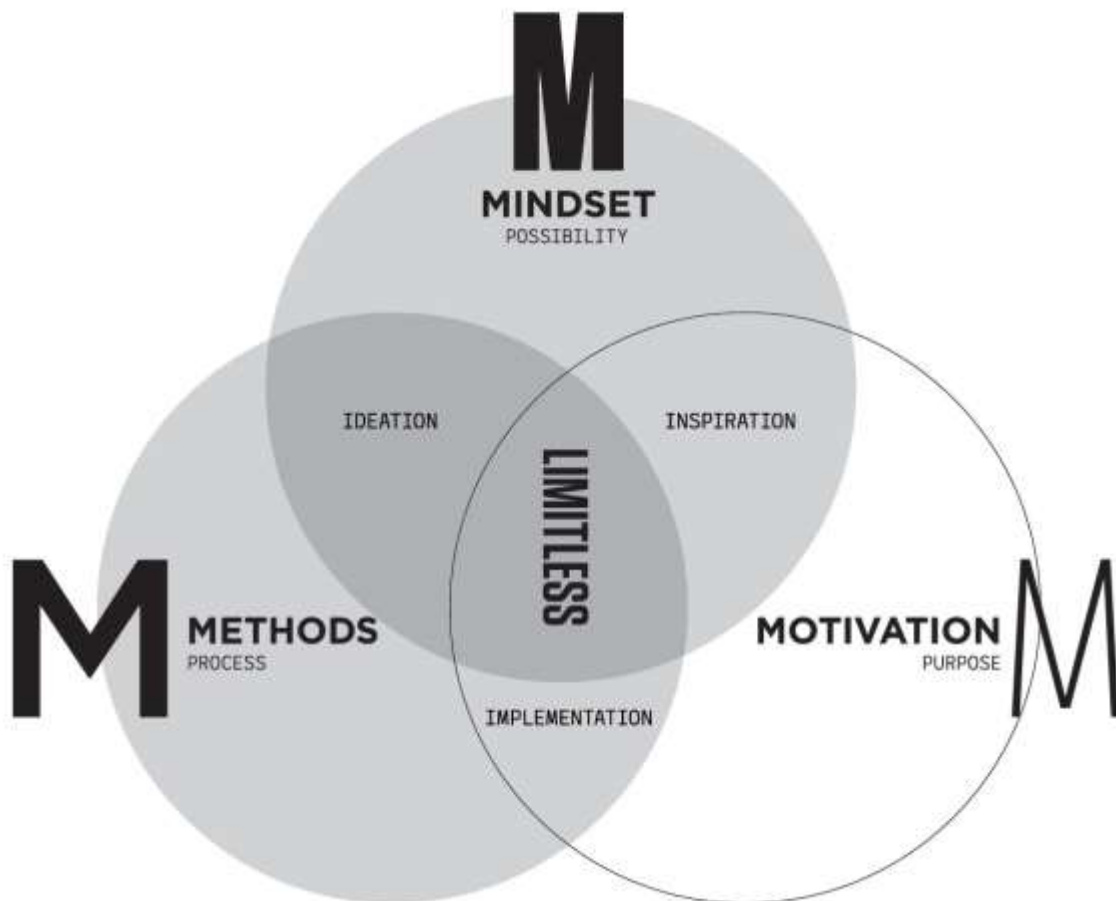 M
MINDSET
POSSIBILITY
IDEATION
INSPIRATION
LIMITLESS
M
METHODS
PROCESS
MOTIVATION
PURPOSE
M
IMPLEMENTATION